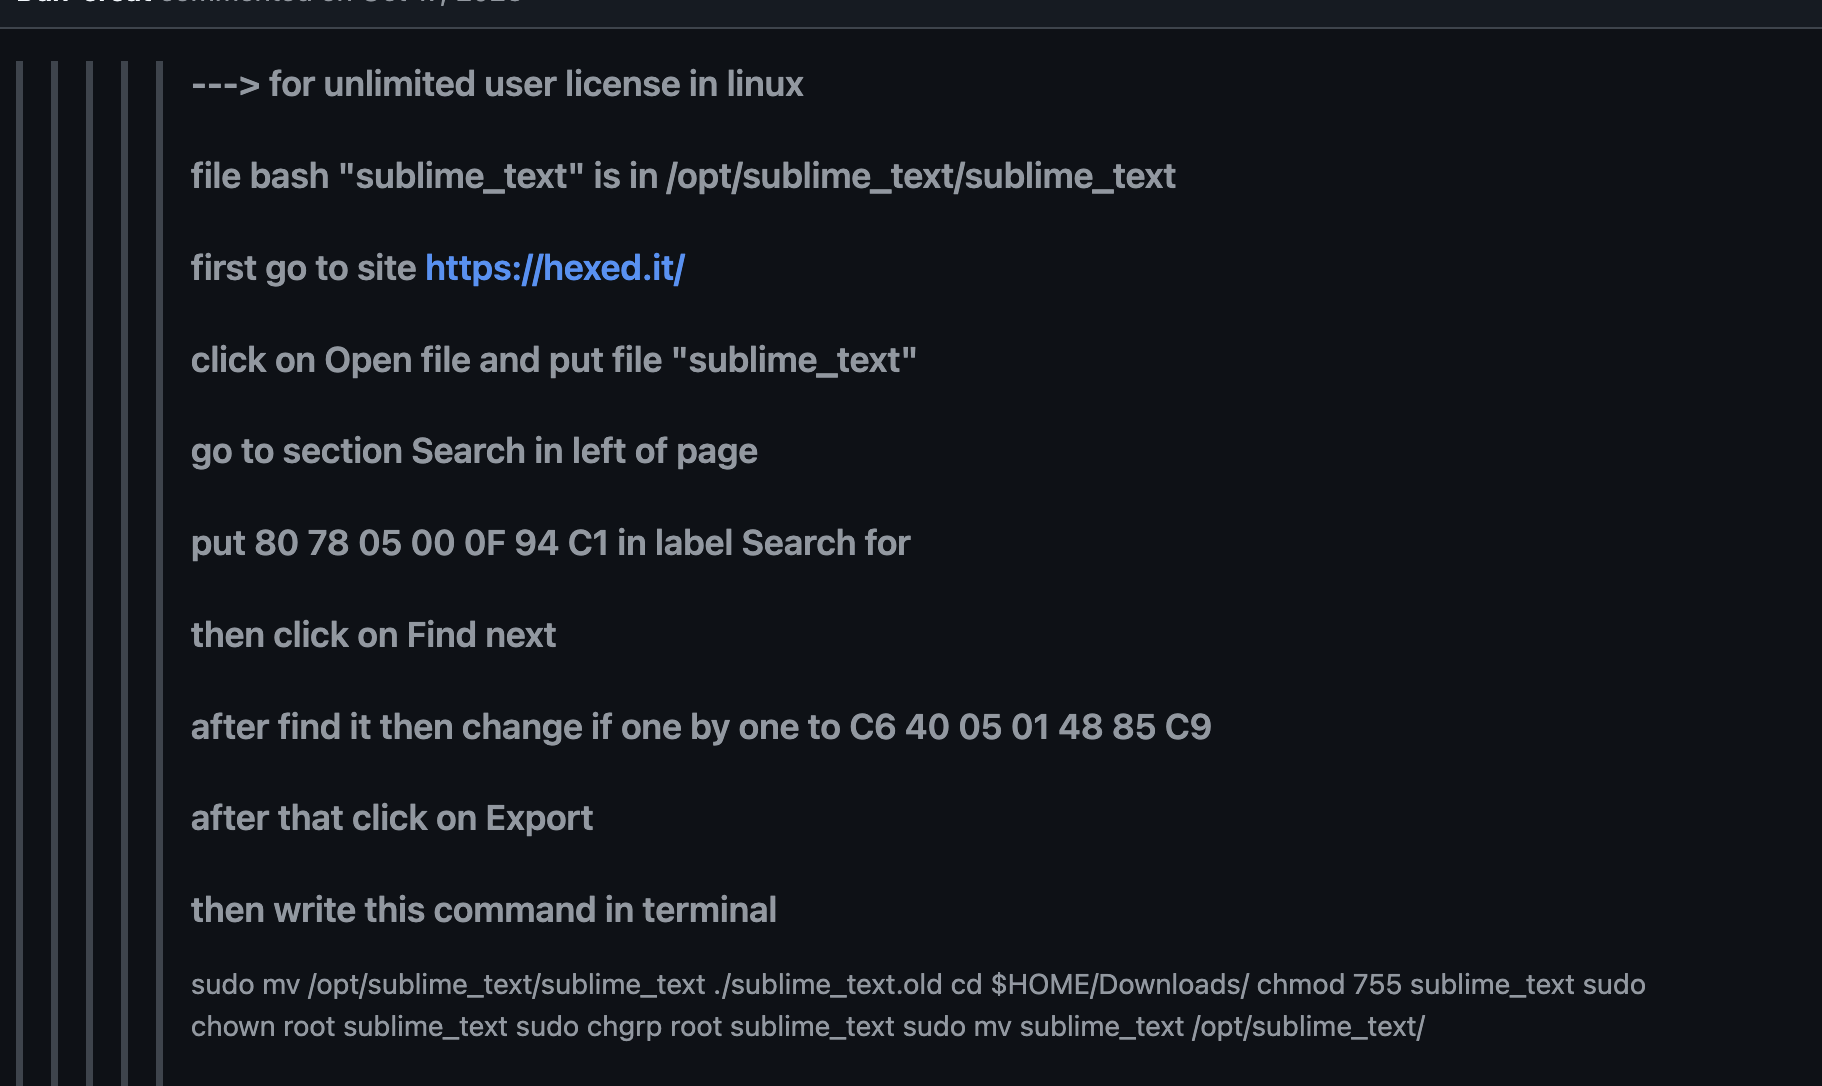 commented on Oct 17, 2023
---> for unlimited user license in linux
file bash "sublime_text" is in /opt/sublime_text/sublime_text
first go to site https://hexed.it/
click on Open file and put file "sublime_text"
go to section Search in left of page
put 80 78 05 00 0F 94 C1 in label Search for
then click on Find next
after find it then change if one by one to C6 40 05 01 48 85 C9
after that click on Export
then write this command in terminal
sudo mv /opt/sublime_text/sublime_text ./sublime_text.old cd $HOME/Downloads/ chmod 755 sublime_text sudo
chown root sublime_text sudo chgrp root sublime_text sudo mv sublime_text /opt/sublime_text/